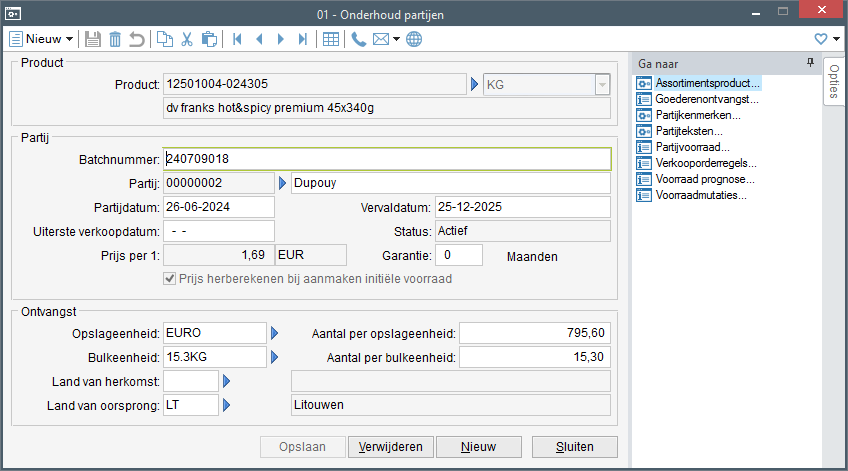 01 - Onderhoud partijen
Nieuw
Product
Product: 12501004-024305 KG
dv franks hot&spicy premium 45x340g
Partij
Batchnummer: 240709018
Partij: 00000002 Dupouy
Partijdatum: 26-06-2024 Vervaldatum: 25-12-2025
Uiterste verkoopdatum: - - Status: Actief
Prijs per 1: 1,69 EUR Garantie: 0 Maanden
Prijs herberekenen bij aanmaken initiële voorraad
Ontvangst
Opslageenheid: EURO Aantal per opslageenheid: 795,60
Bulkeenheid: 15.3KG Aantal per bulkeenheid: 15,30
Land van herkomst:
Land van oorsprong: LT Litouwen
Opslaan Verwijderen Nieuw Sluiten
Ga naar
Assortimentsproduct...
Goederenontvangst...
Partijkenmerken...
Partijteksten...
Partijvoorraad...
Verkooporderregels...
Voorraad prognose...
Voorraadmutaties...
Opties